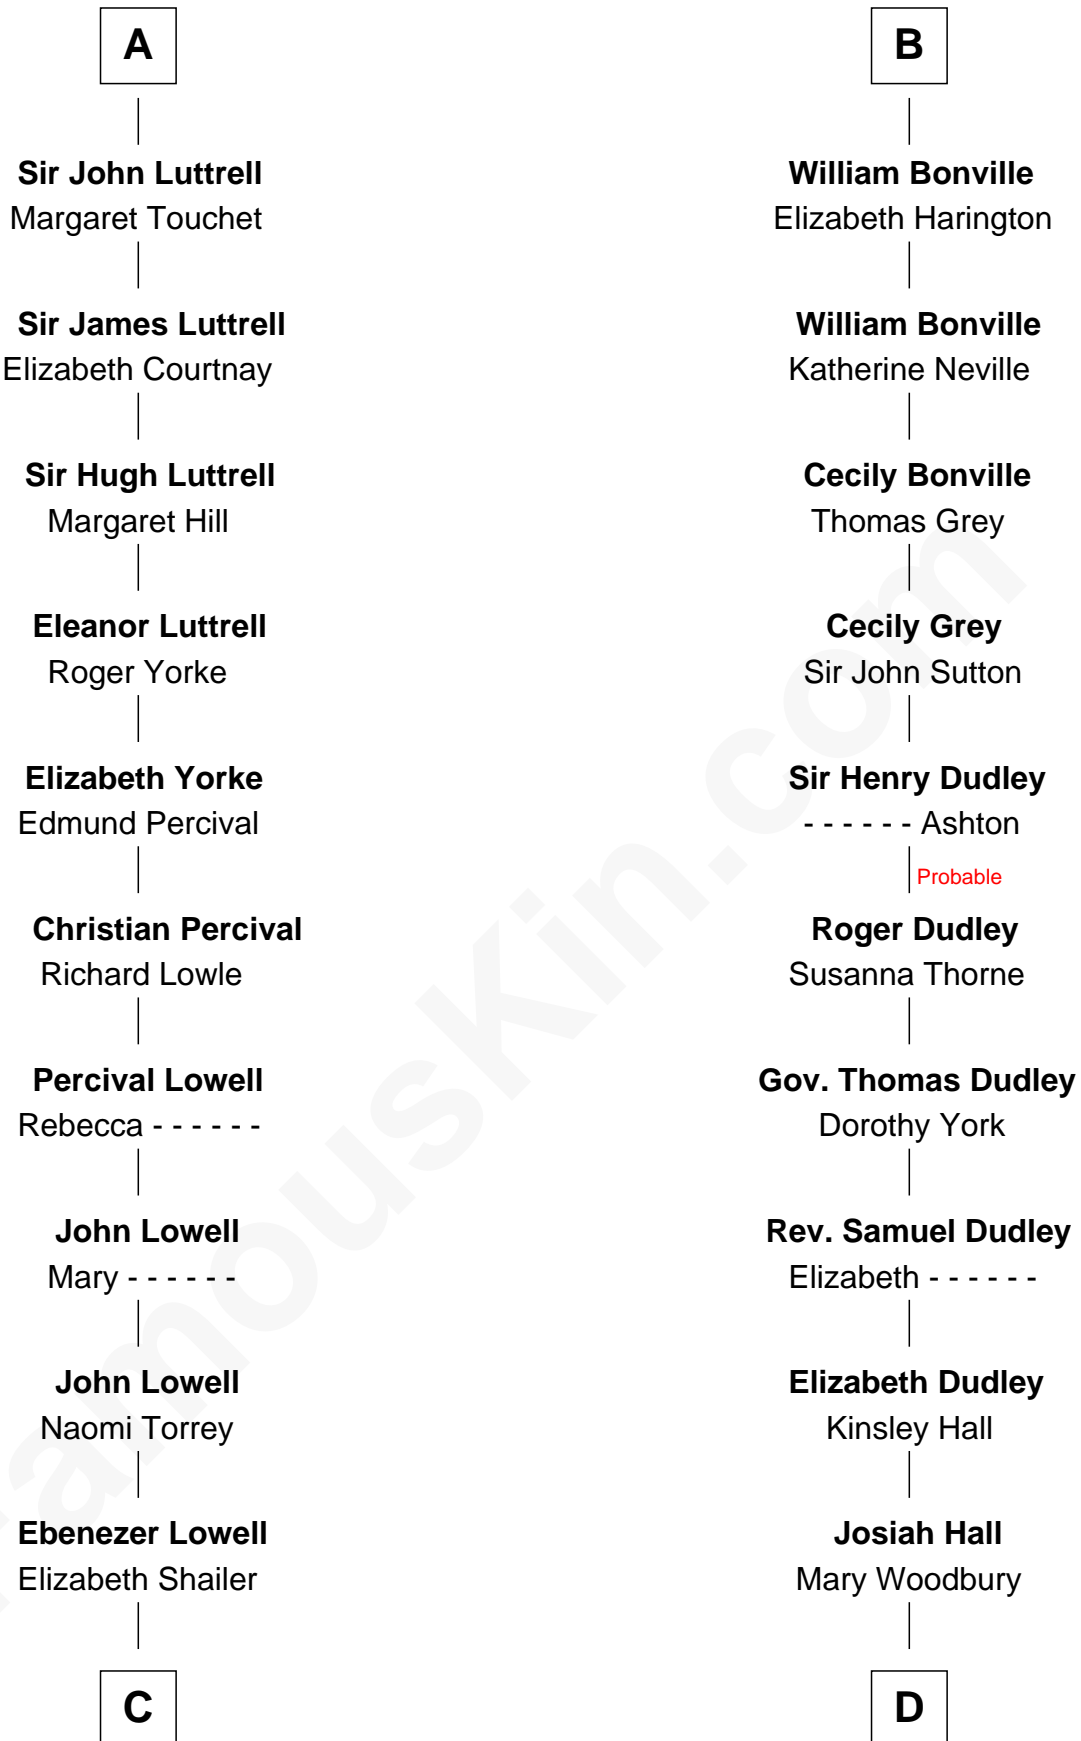 A
Sir John Luttrell
Margaret Touchet
Sir James Luttrell
Elizabeth Courtnay
Sir Hugh Luttrell
Margaret Hill
Eleanor Luttrell
Roger Yorke
Elizabeth Yorke
Edmund Percival
Christian Percival
Richard Lowle
Percival Lowell
Rebecca - - - - - -
John Lowell
Mary - - - - - -
John Lowell
Naomi Torrey
Ebenezer Lowell
Elizabeth Shailer
C
B
William Bonville
Elizabeth Harington
William Bonville
Katherine Neville
Cecily Bonville
Thomas Grey
Cecily Grey
Sir John Sutton
Sir Henry Dudley
- - - - - - Ashton
Probable
Roger Dudley
Susanna Thorne
Gov. Thomas Dudley
Dorothy York
Rev. Samuel Dudley
Elizabeth - - - - - -
Elizabeth Dudley
Kinsley Hall
Josiah Hall
Mary Woodbury
D
FamousKin.com